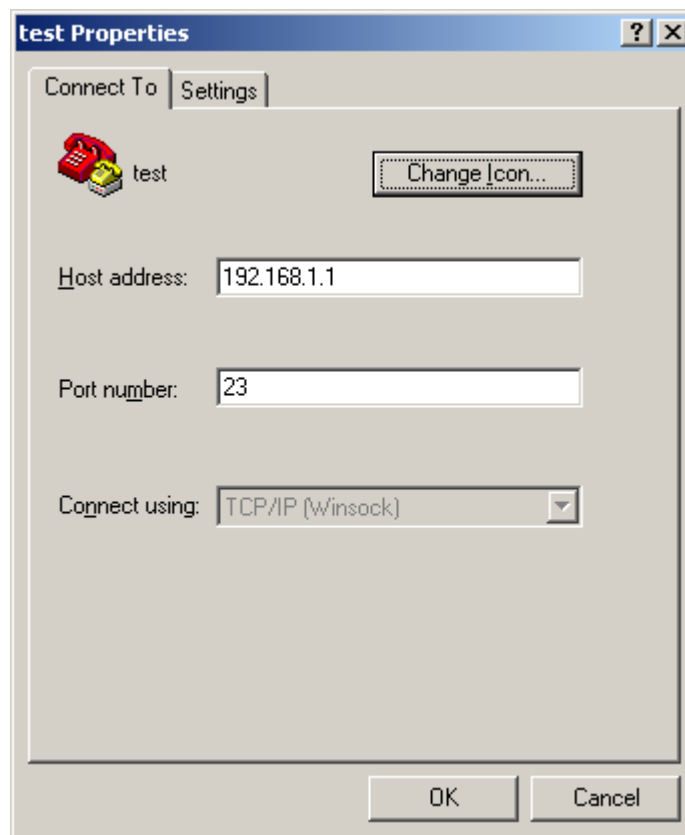 test Properties
Connect To
Settings
test
Change Icon...
Host address:
192.168.1.1
Port number:
23
Connect using:
TCP/IP (Winsock)
OK
Cancel